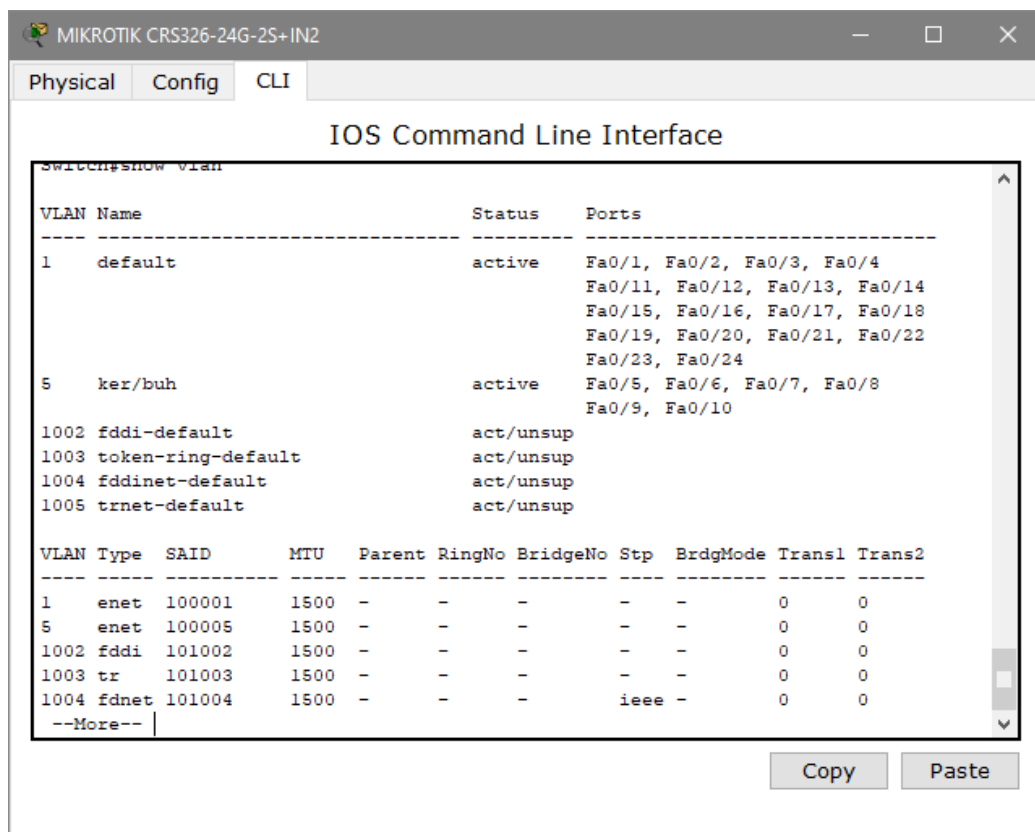 MIKROTIK CRS326-24G-2S+IN2
Physical Config CLI
IOS Command Line Interface
Switch#show vlan
VLAN Name Status Ports
---- -------------------------------- --------- -------------------------------
1 default active Fa0/1, Fa0/2, Fa0/3, Fa0/4
Fa0/11, Fa0/12, Fa0/13, Fa0/14
Fa0/15, Fa0/16, Fa0/17, Fa0/18
Fa0/19, Fa0/20, Fa0/21, Fa0/22
Fa0/23, Fa0/24
5 ker/buh active Fa0/5, Fa0/6, Fa0/7, Fa0/8
Fa0/9, Fa0/10
1002 fddi-default act/unsup
1003 token-ring-default act/unsup
1004 fddinet-default act/unsup
1005 trnet-default act/unsup
VLAN Type SAID MTU Parent RingNo BridgeNo Stp BrdgMode Trans1 Trans2
---- ----- ---------- ----- ------ ------ -------- ---- -------- ------ ------
1 enet 100001 1500 - - - - - 0 0
5 enet 100005 1500 - - - - - 0 0
1002 fddi 101002 1500 - - - - - 0 0
1003 tr 101003 1500 - - - - - 0 0
1004 fdnet 101004 1500 - - - ieee - 0 0
--More--
Copy Paste